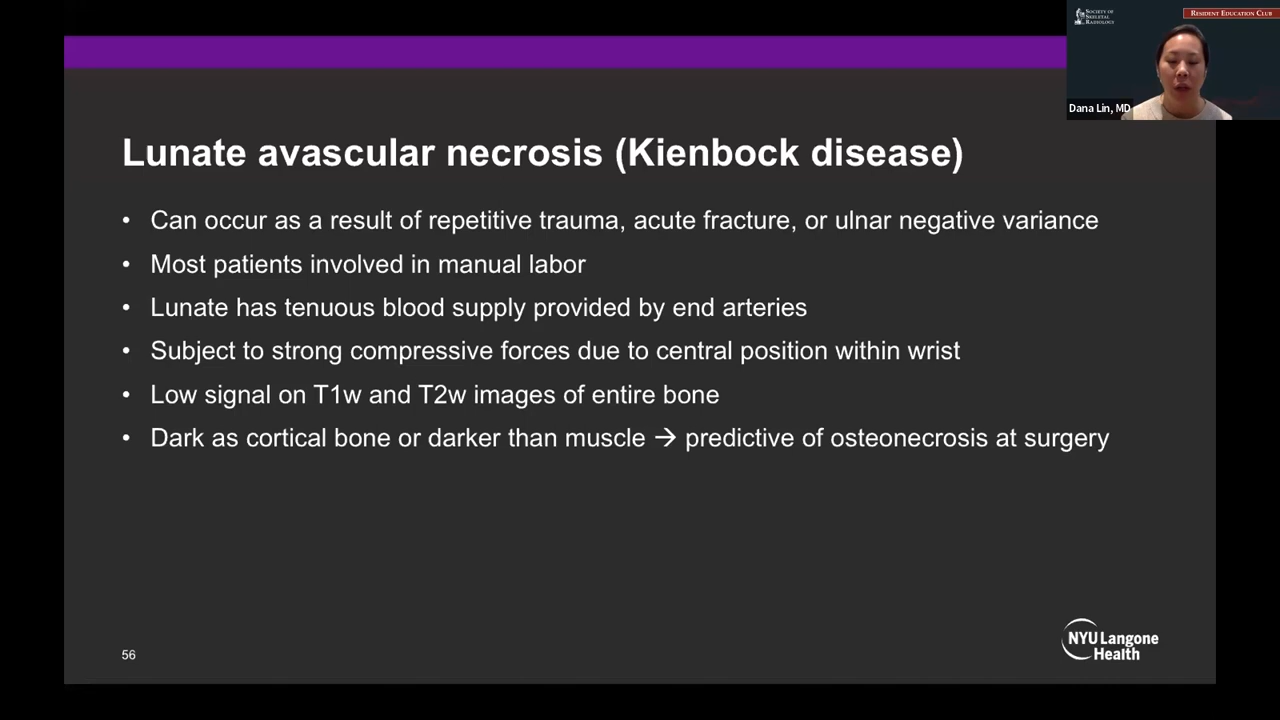 SOCIETY OF
SKELETAL
RADIOLOGY
RESIDENT EDUCATION CLUB
Dana Lin, MD
Lunate avascular necrosis (Kienbock disease)
• Can occur as a result of repetitive trauma, acute fracture, or ulnar negative variance
• Most patients involved in manual labor
• Lunate has tenuous blood supply provided by end arteries
• Subject to strong compressive forces due to central position within wrist
• Low signal on T1w and T2w images of entire bone
• Dark as cortical bone or darker than muscle → predictive of osteonecrosis at surgery
56
NYU Langone
Health